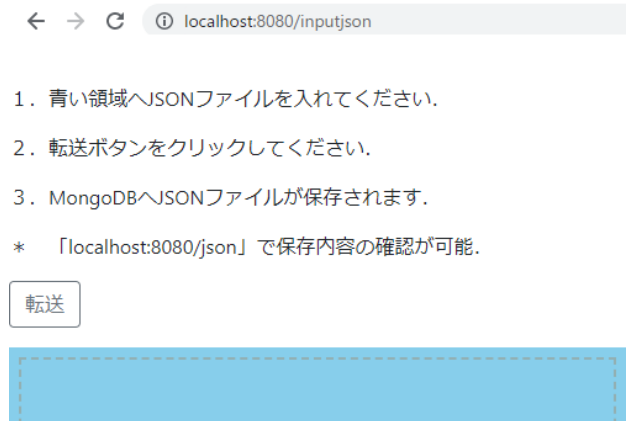 localhost:8080/inputjson
1．青い領域へJSONファイルを入れてください．
2．転送ボタンをクリックしてください．
3．MongoDBへJSONファイルが保存されます．
＊　「localhost:8080/json」で保存内容の確認が可能．
転送